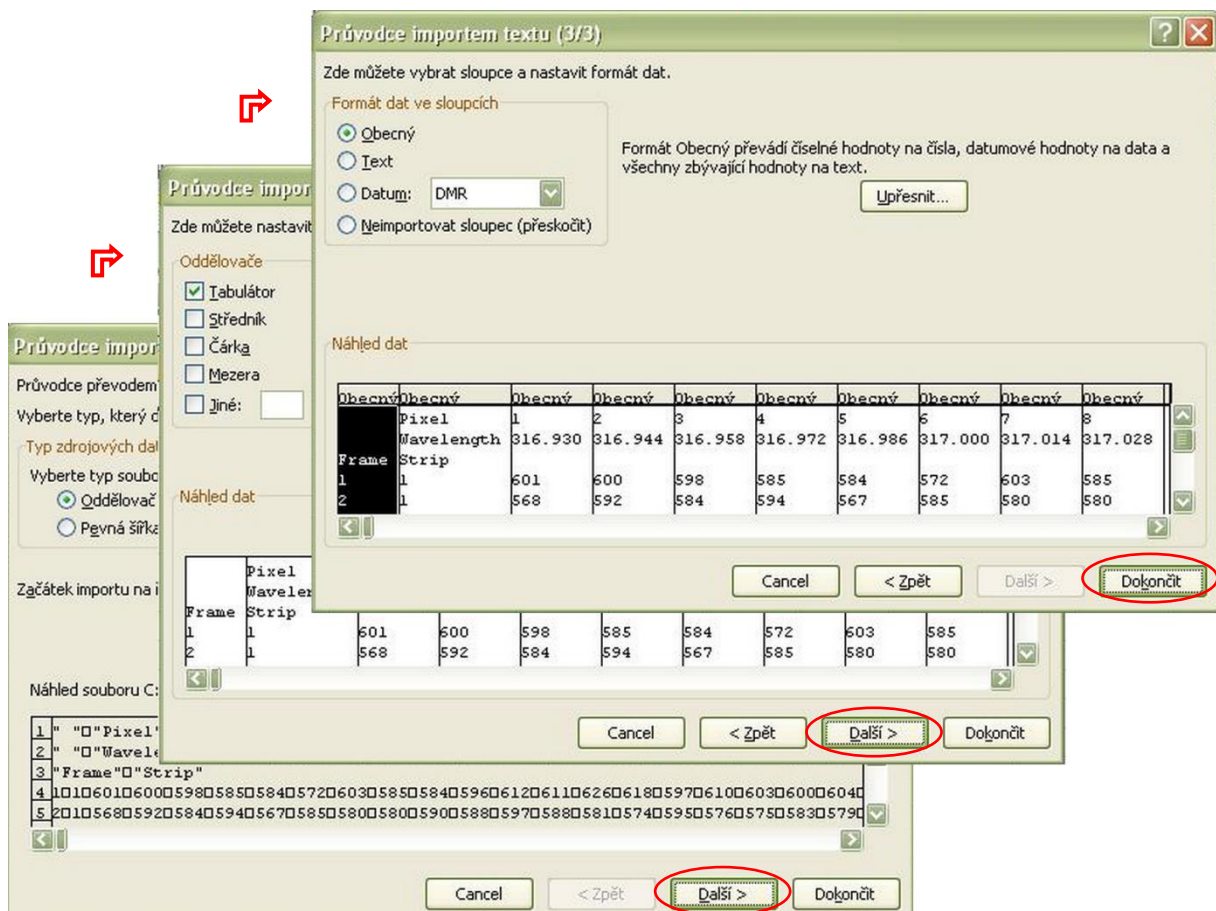 Průvodce importem textu (3/3)
Zde můžete vybrat sloupce a nastavit formát dat.
Formát dat ve sloupcích
Obecný
Text
Datum: DMR
Neimportovat sloupec (přeskočit)
Formát Obecný převádí číselné hodnoty na čísla, datumové hodnoty na data a
všechny zbývající hodnoty na text.
Upřesnit...
Náhled dat
Obecný Obecný Obecný Obecný Obecný Obecný Obecný Obecný Obecný Obecný
Pixel 1 2 3 4 5 6 7 8
Wavelength 316.930 316.944 316.958 316.972 316.986 317.000 317.014 317.028
Frame Strip
1 1 601 600 598 585 584 572 603 585
2 1 568 592 584 594 567 585 580 580
Cancel < Zpět Další > Dokončit
Průvodce impor
Zde můžete nastavit
Oddělovače
Tabulátor
Středník
Čárka
Mezera
Jiné:
Náhled dat
Pixel
Waveler
Frame Strip
1 1 601 600 598 585 584 572 603 585
2 1 568 592 584 594 567 585 580 580
Cancel < Zpět Další > Dokončit
Průvodce impor
Průvodce převodem
Vyberte typ, který d
Typ zdrojových dat
Vyberte typ soubo
Oddělovač
Pevná šířka
Začátek importu na i
Náhled souboru C:
1 " "□"Pixel"
2 " "□"Wavele
3 "Frame"□"Strip"
4 1□1□601□600□598□585□584□572□603□585□584□596□612□611□626□618□597□610□603□600□604□
5 2□1□568□592□584□594□567□585□580□580□590□588□597□588□581□574□595□576□575□583□579□
Cancel < Zpět Další > Dokončit